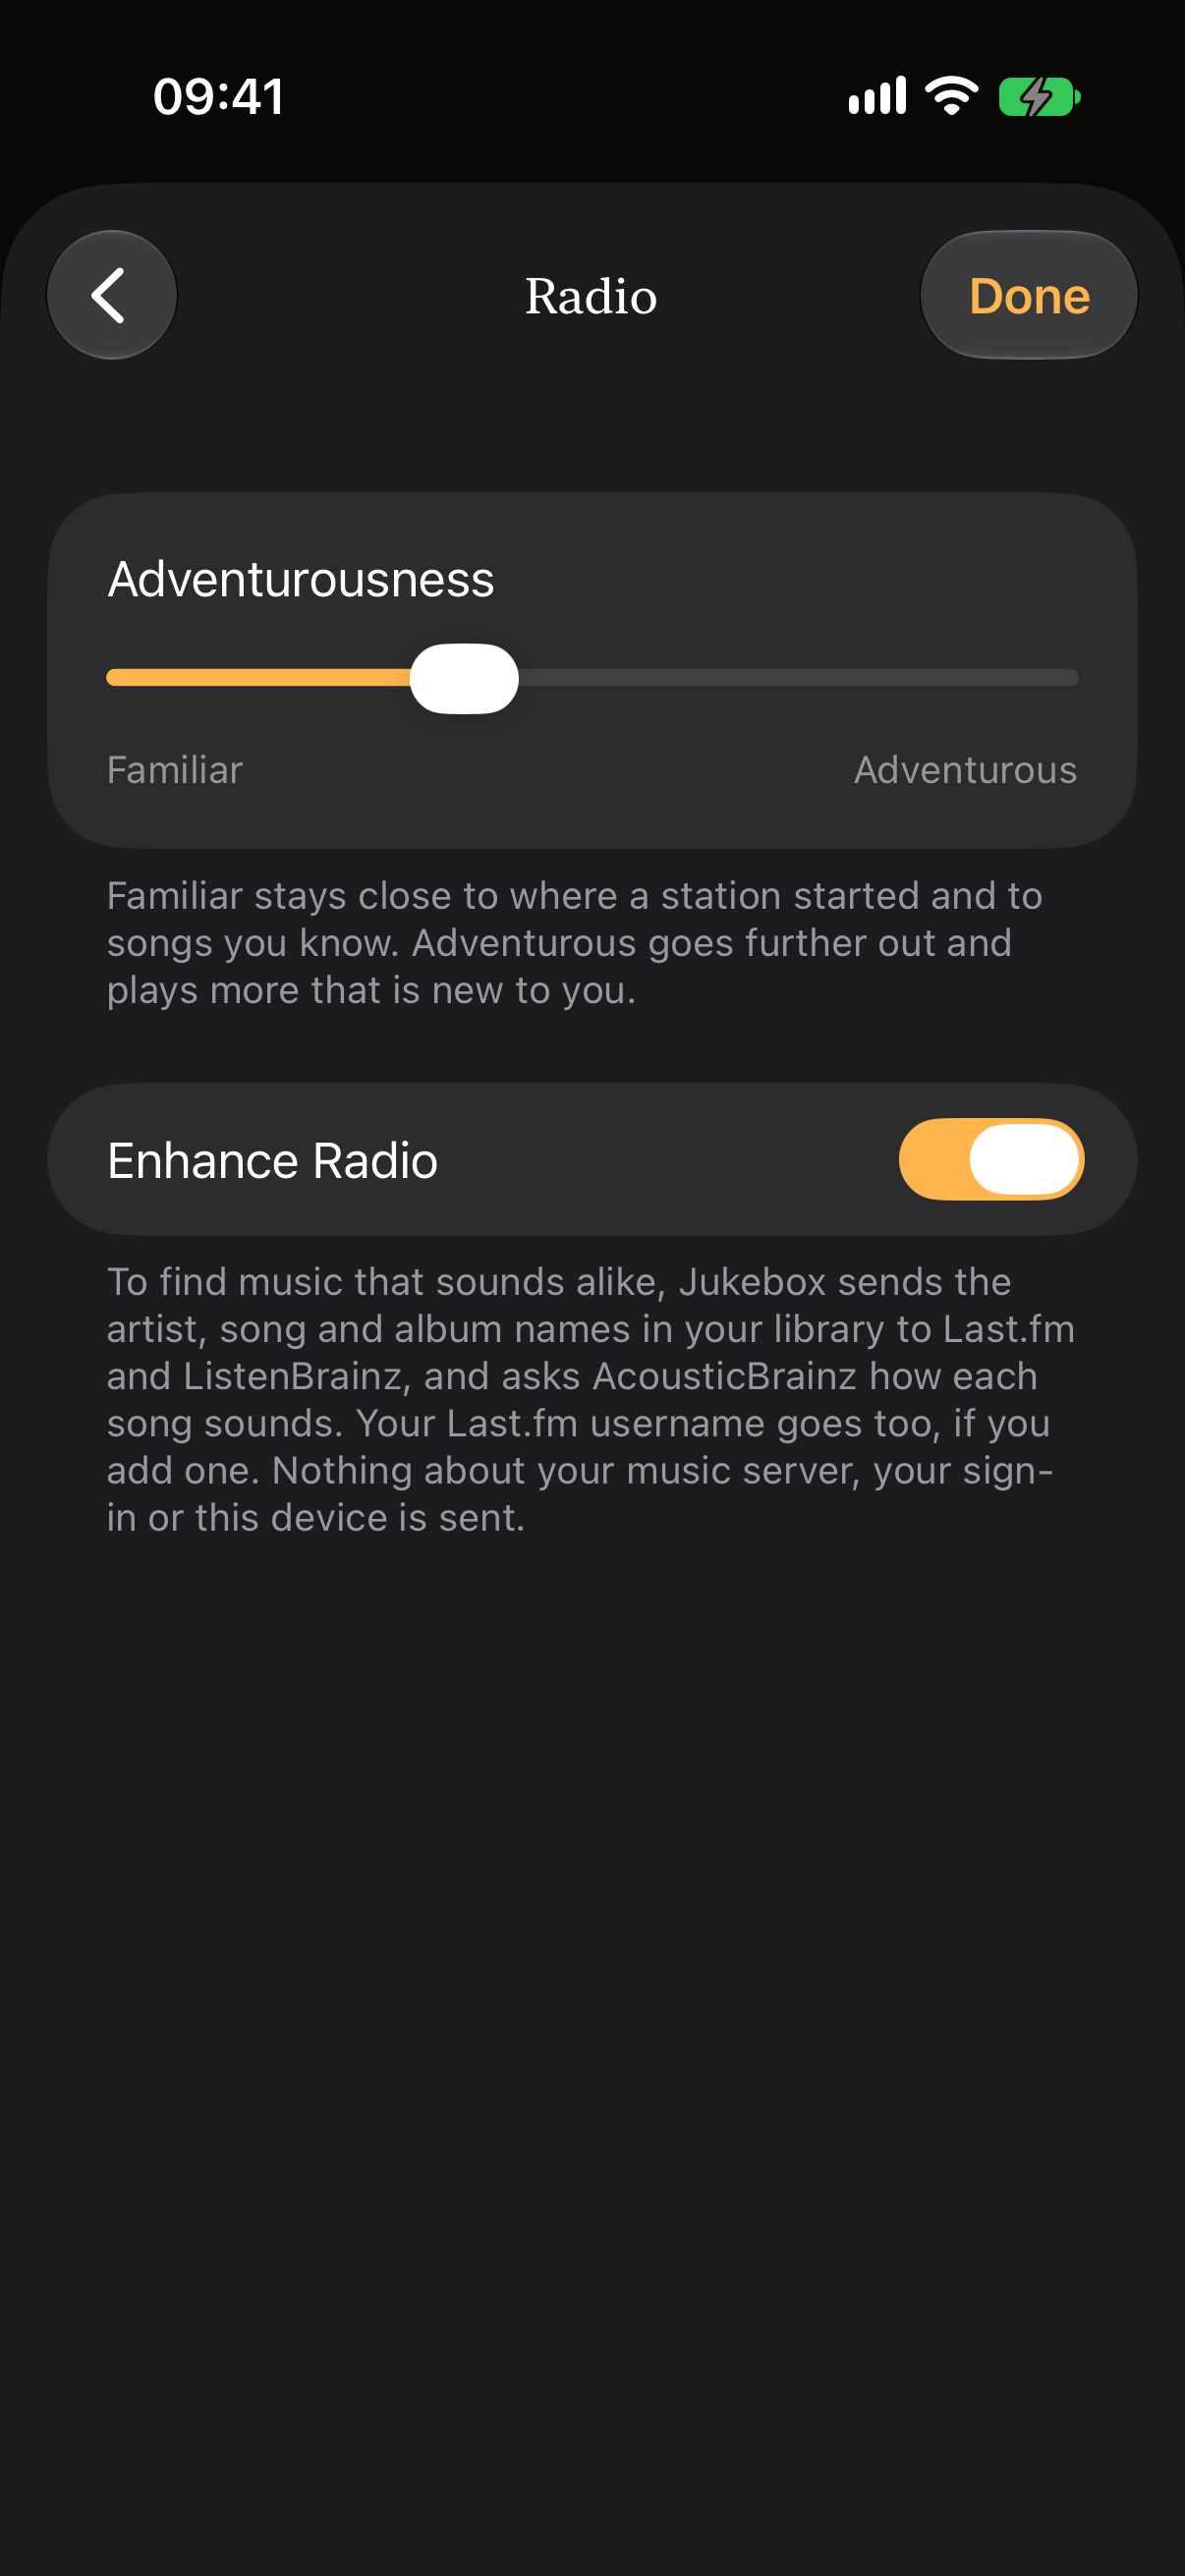 09:41
Radio
Done
Adventurousness
Familiar
Adventurous
Familiar stays close to where a station started and to
songs you know. Adventurous goes further out and
plays more that is new to you.
Enhance Radio
To find music that sounds alike, Jukebox sends the
artist, song and album names in your library to Last.fm
and ListenBrainz, and asks AcousticBrainz how each
song sounds. Your Last.fm username goes too, if you
add one. Nothing about your music server, your sign-
in or this device is sent.